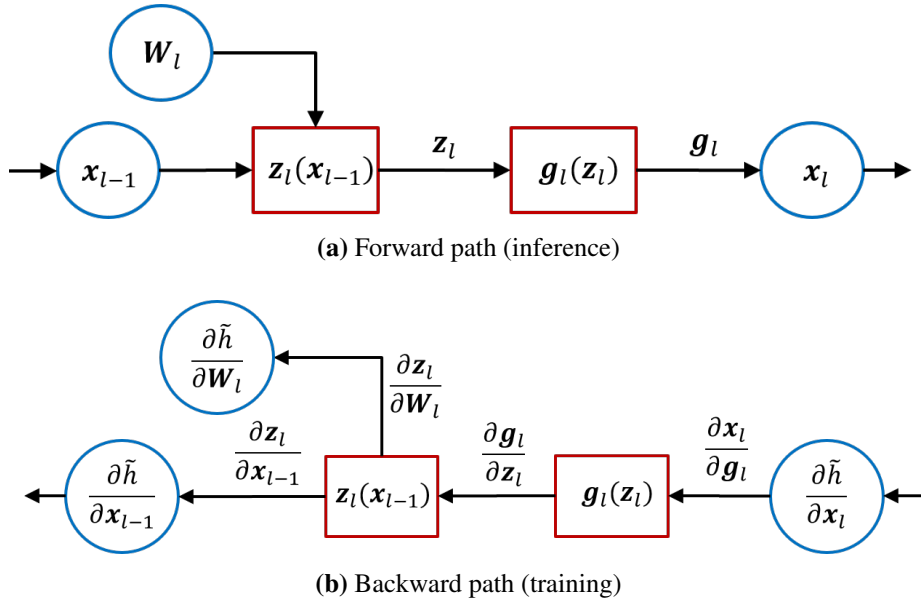 W_l
x_{l−1}
z_l(x_{l−1})
z_l
g_l(z_l)
g_l
x_l
(a) Forward path (inference)
∂h̃/∂W_l
∂z_l/∂W_l
∂h̃/∂x_{l−1}
∂z_l/∂x_{l−1}
z_l(x_{l−1})
∂g_l/∂z_l
g_l(z_l)
∂x_l/∂g_l
∂h̃/∂x_l
(b) Backward path (training)